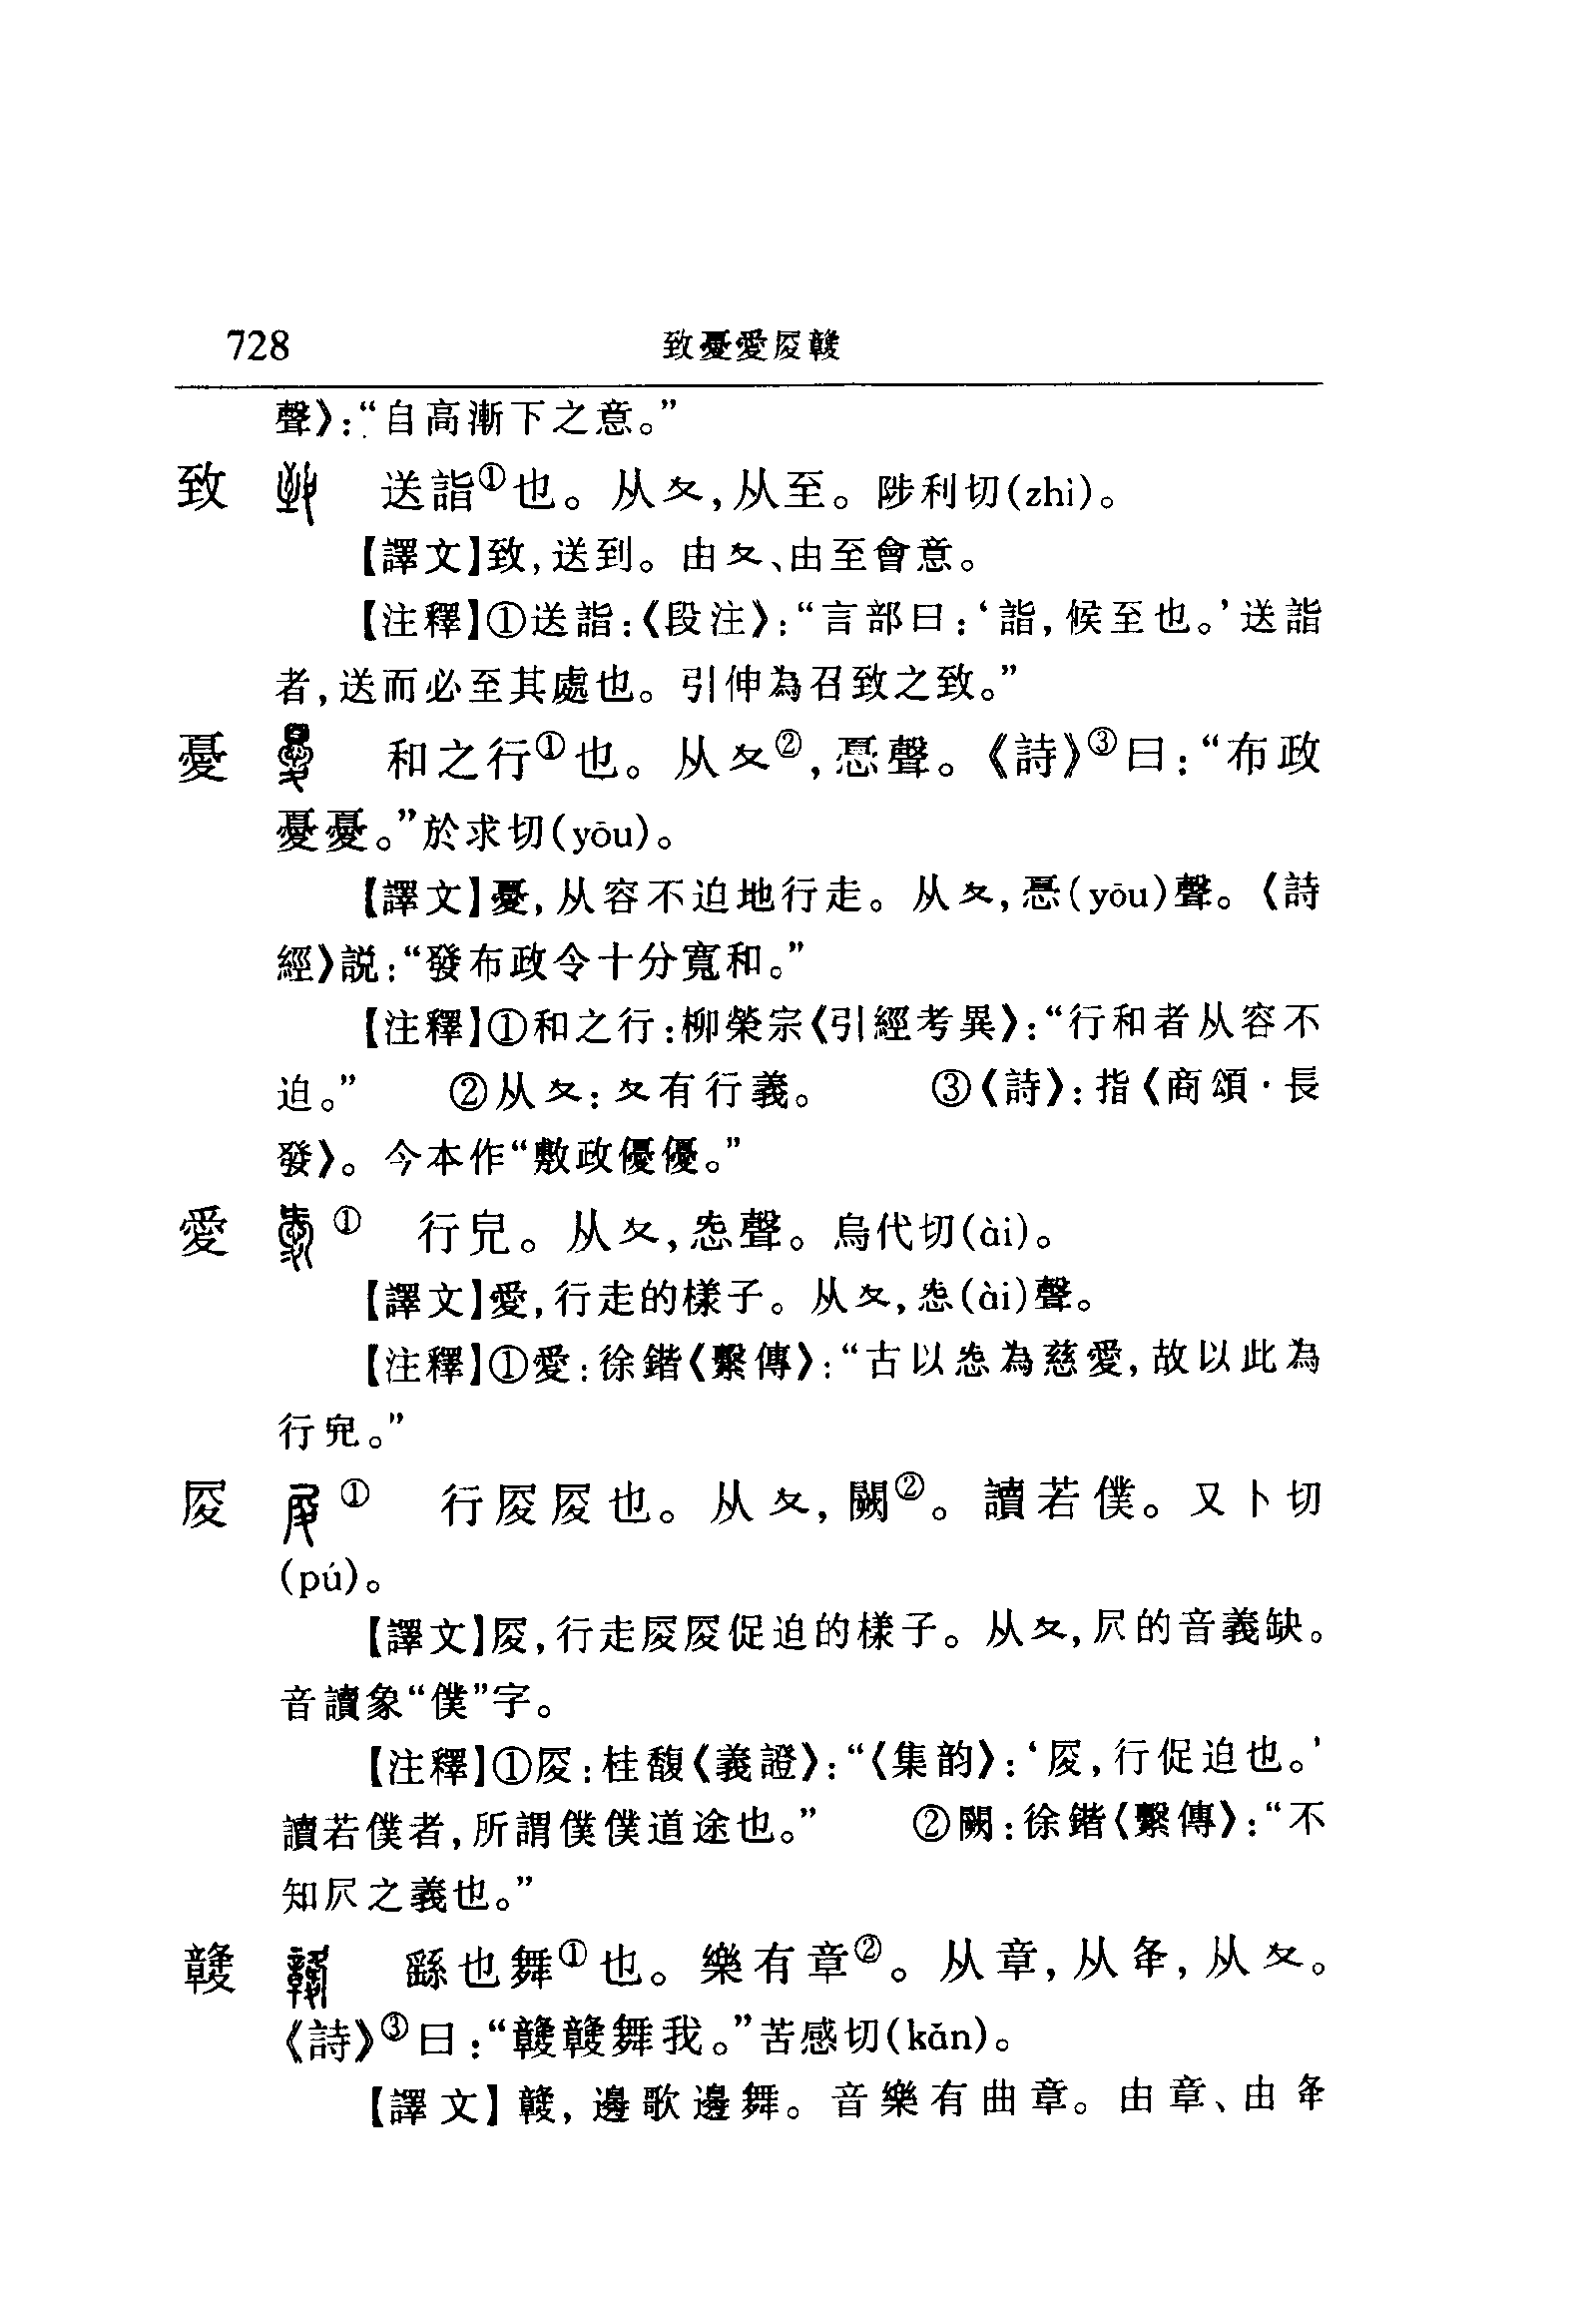 728 致憂愛㞋竷
聲》:“自高漸下之意。”
致 送詣①也。从夊,从至。陟利切(zhì)。
【譯文】致,送到。由夊、由至會意。
【注釋】①送詣:《段注》:“言部曰:‘詣,候至也。’送詣
者,送而必至其處也。引伸為召致之致。”
憂 和之行①也。从夊②,㥑聲。《詩》③曰:“布政
憂憂。”於求切(yōu)。
【譯文】憂,从容不迫地行走。从夊,㥑(yōu)聲。《詩
經》説:“發布政令十分寬和。”
【注釋】①和之行:柳榮宗《引經考異》:“行和者从容不
迫。” ②从夊:夊有行義。 ③《詩》:指《商頌·長
發》。今本作“敷政優優。”
愛 ① 行皃。从夊,㤅聲。烏代切(ài)。
【譯文】愛,行走的樣子。从夊,㤅(ài)聲。
【注釋】①愛:徐鍇《繫傳》:“古以㤅為慈愛,故以此為
行皃。”
① 行也。从夊,闕②。讀若僕。又卜切
(pú)。
【譯文】,行走促迫的樣子。从夊,㞋的音義缺。
音讀象“僕”字。
【注釋】①:桂馥《義證》:“《集韵》:‘,行促迫也。’
讀若僕者,所謂僕僕道途也。” ②闕:徐鍇《繫傳》:“不
知㞋之義也。”
竷 繇也舞①也。樂有章②。从章,从夅,从夊。
《詩》③曰:“竷竷舞我。”苦感切(kǎn)。
【譯文】竷,邊歌邊舞。音樂有曲章。由章、由夅